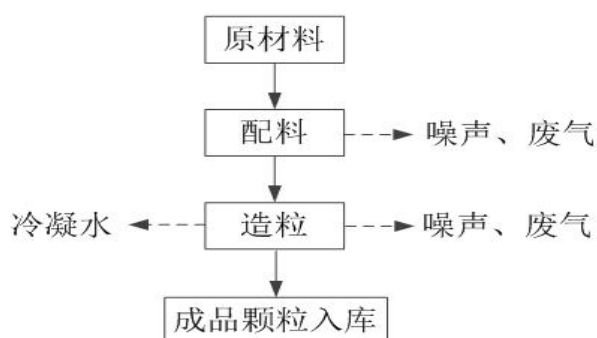 原材料
配料
噪声、废气
冷凝水
造粒
噪声、废气
成品颗粒入库